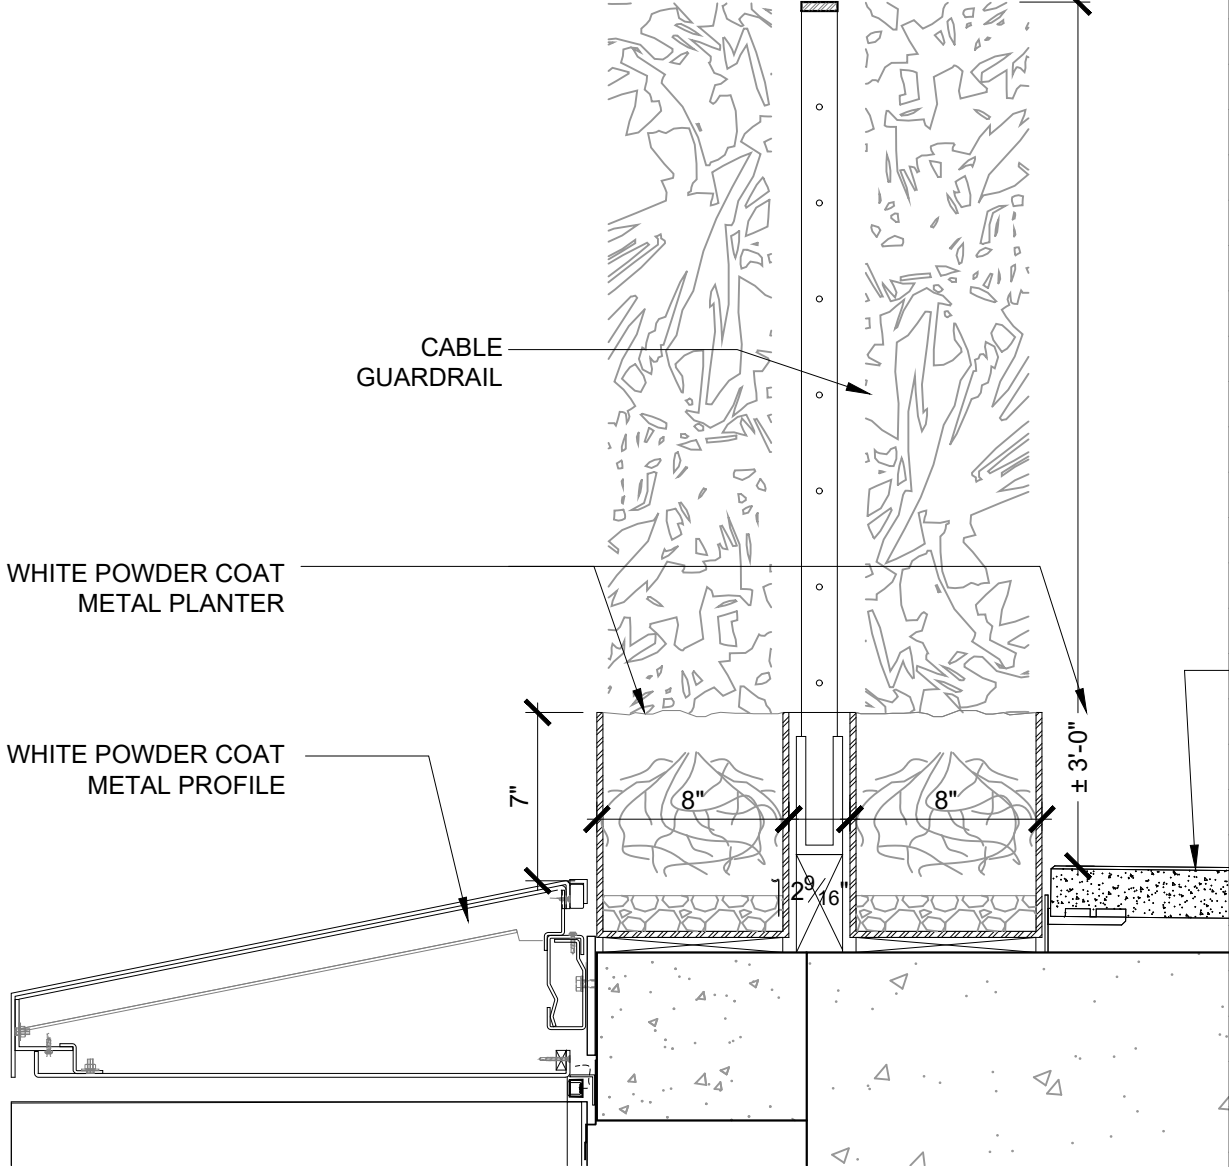 CABLE
GUARDRAIL
WHITE POWDER COAT
METAL PLANTER
WHITE POWDER COAT
METAL PROFILE
7"
8"
8"
± 3'-0"
2 9/16"